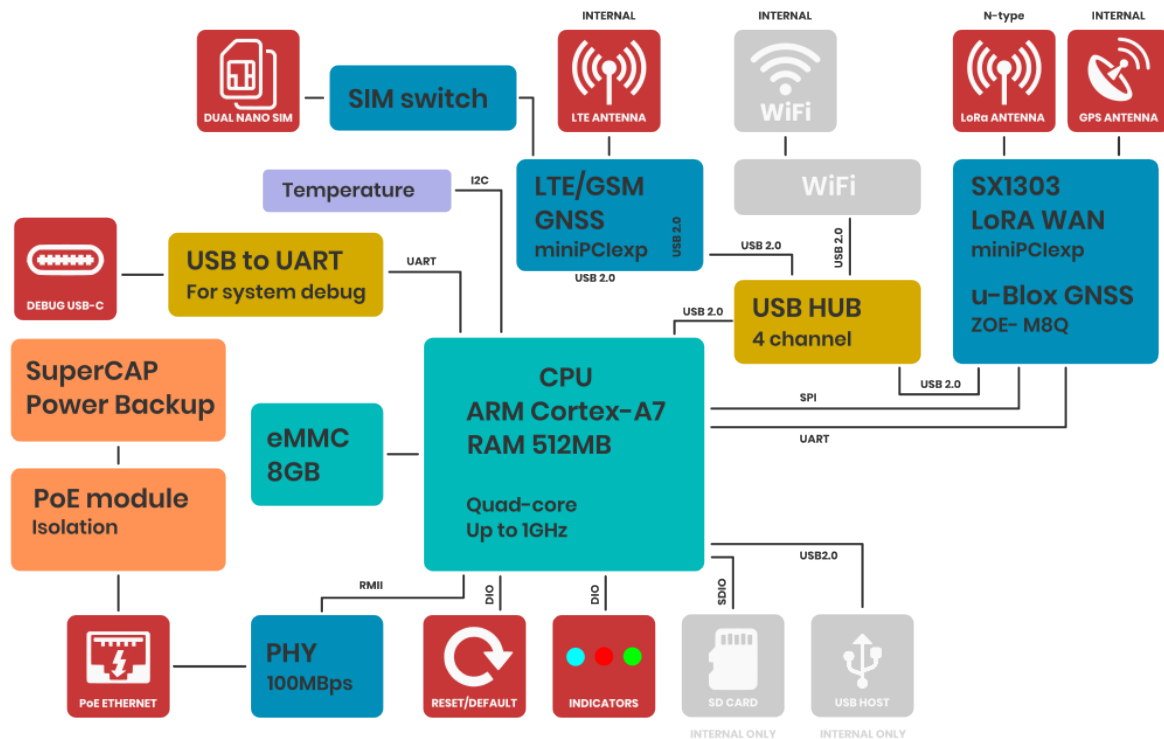 INTERNAL
INTERNAL
N-type
INTERNAL
DUAL NANO SIM
SIM switch
LTE ANTENNA
WiFi
LoRa ANTENNA
GPS ANTENNA
Temperature
I2C
LTE/GSM
GNSS
miniPCIexp
USB 2.0
USB 2.0
WiFi
USB 2.0
USB 2.0
SX1303
LoRA WAN
miniPCIexp
u-Blox GNSS
ZOE- M8Q
DEBUG USB-C
USB to UART
For system debug
UART
USB 2.0
USB HUB
4 channel
USB 2.0
SPI
UART
SuperCAP
Power Backup
eMMC
8GB
CPU
ARM Cortex-A7
RAM 512MB
Quad-core
Up to 1GHz
PoE module
Isolation
RMII
DIO
DIO
SDIO
USB2.0
PoE ETHERNET
PHY
100MBps
RESET/DEFAULT
INDICATORS
SD CARD
USB HOST
INTERNAL ONLY
INTERNAL ONLY